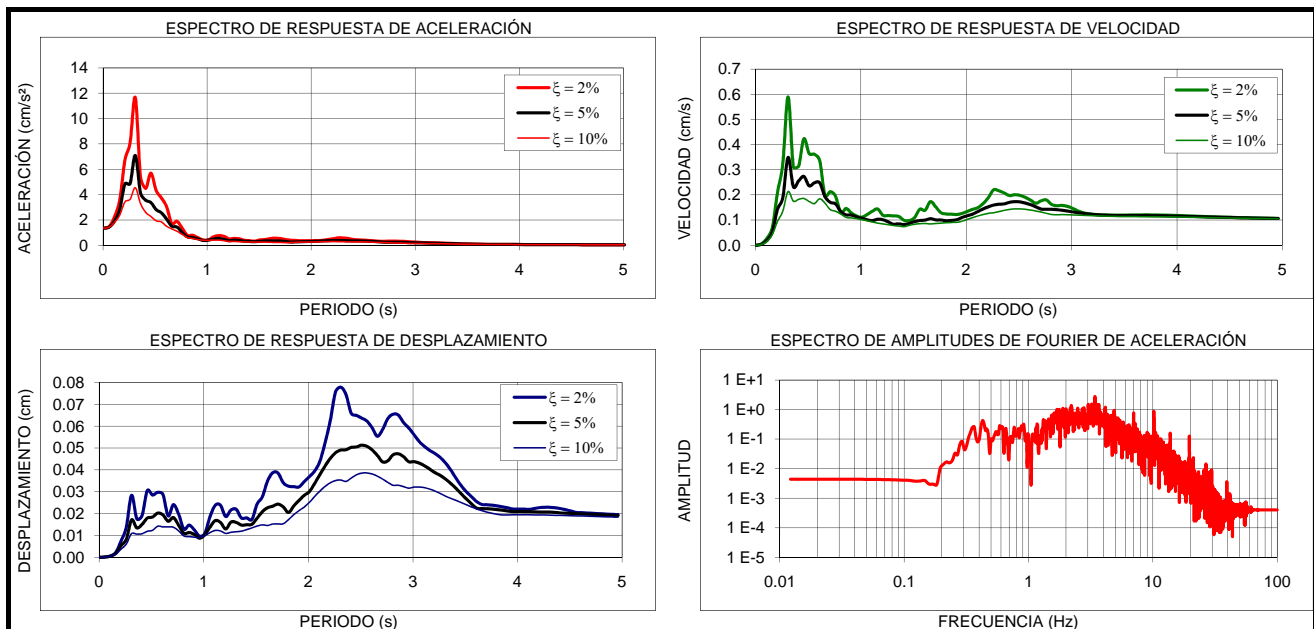 ESPECTRO DE RESPUESTA DE ACELERACIÓN
ACELERACIÓN (cm/s²)
14
12
10
8
6
4
2
0
0 1 2 3 4 5
PERIODO (s)
ξ = 2%
ξ = 5%
ξ = 10%
ESPECTRO DE RESPUESTA DE VELOCIDAD
VELOCIDAD (cm/s)
0.7
0.6
0.5
0.4
0.3
0.2
0.1
0.0
0 1 2 3 4 5
PERIODO (s)
ξ = 2%
ξ = 5%
ξ = 10%
ESPECTRO DE RESPUESTA DE DESPLAZAMIENTO
DESPLAZAMIENTO (cm)
0.08
0.07
0.06
0.05
0.04
0.03
0.02
0.01
0.00
0 1 2 3 4 5
PERIODO (s)
ξ = 2%
ξ = 5%
ξ = 10%
ESPECTRO DE AMPLITUDES DE FOURIER DE ACELERACIÓN
AMPLITUD
1 E+1
1 E+0
1 E-1
1 E-2
1 E-3
1 E-4
1 E-5
0.01 0.1 1 10 100
FRECUENCIA (Hz)